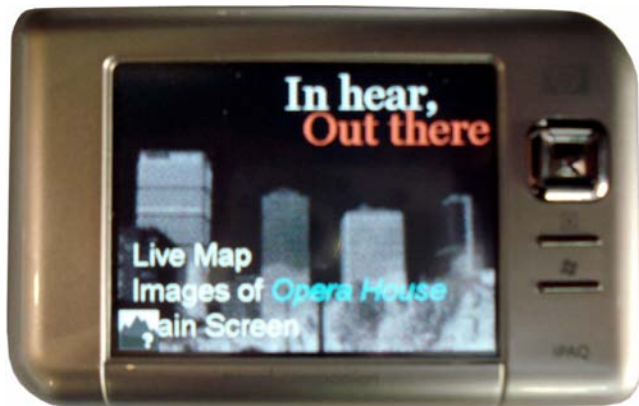 In hear,
Out there
Live Map
Images of Opera House
ain Screen
?
iPAQ